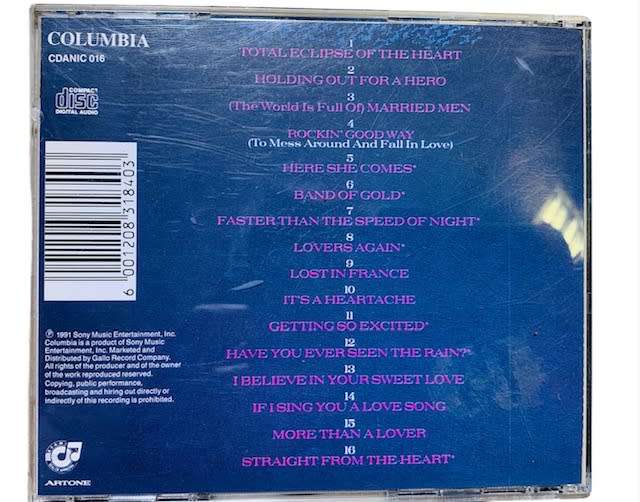 COLUMBIA
CDANIC 016
COMPACT
disc
DIGITAL AUDIO
1
TOTAL ECLIPSE OF THE HEART
2
HOLDING OUT FOR A HERO
3
(The World Is Full Of) MARRIED MEN
4
ROCKIN' GOOD WAY
(To Mess Around And Fall In Love)
5
HERE SHE COMES*
6
BAND OF GOLD*
7
FASTER THAN THE SPEED OF NIGHT*
8
LOVERS AGAIN*
9
LOST IN FRANCE
10
IT'S A HEARTACHE
11
GETTING SO EXCITED*
12
HAVE YOU EVER SEEN THE RAIN?*
13
I BELIEVE IN YOUR SWEET LOVE
14
IF I SING YOU A LOVE SONG
15
MORE THAN A LOVER
16
STRAIGHT FROM THE HEART*
6 001208 318403
℗ 1991 Sony Music Entertainment, Inc.
Columbia is a product of Sony Music
Entertainment, Inc. Marketed and
Distributed by Gallo Record Company.
All rights of the producer and of the owner
of the work reproduced reserved.
Copying, public performance,
broadcasting and hiring out directly or
indirectly of this recording is prohibited.
ARTONE